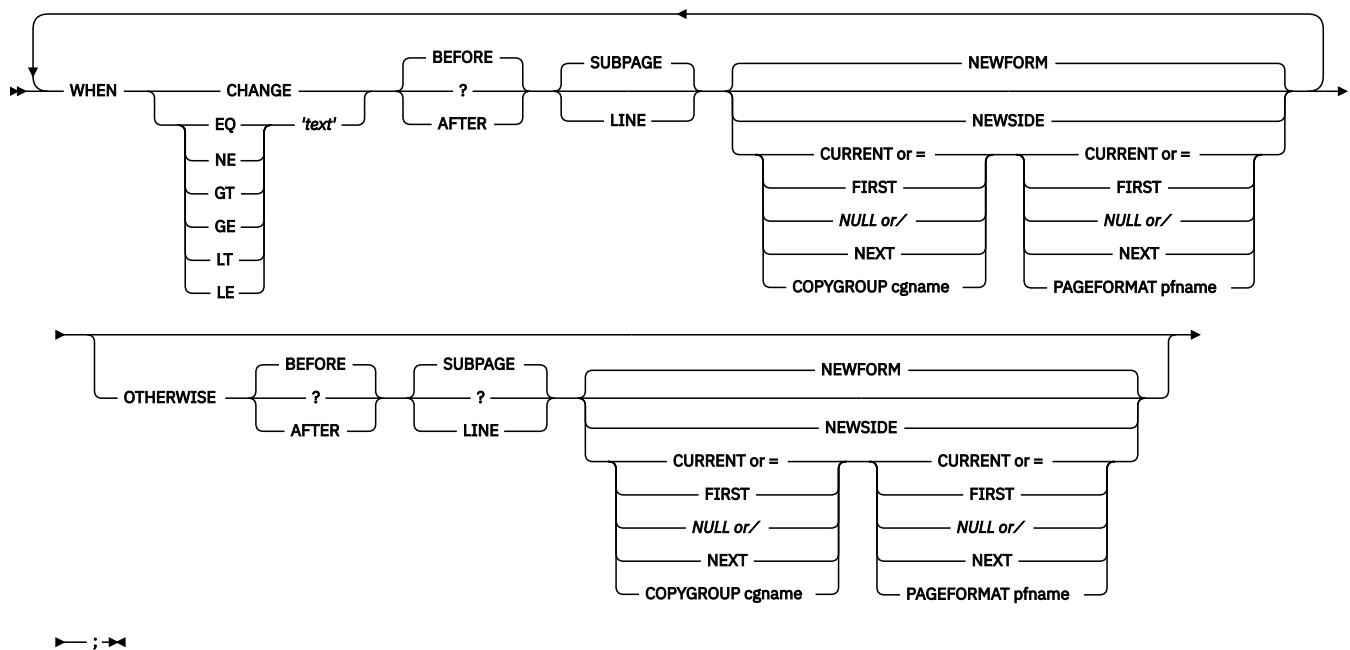 BEFORE SUBPAGE NEWFORM
WHEN CHANGE ?
EQ 'text' AFTER LINE NEWSIDE
NE CURRENT or = CURRENT or =
GT FIRST FIRST
GE NULL or/ NULL or/
LT NEXT NEXT
LE COPYGROUP cgname PAGEFORMAT pfname
BEFORE SUBPAGE NEWFORM
OTHERWISE ? ?
AFTER LINE NEWSIDE
CURRENT or = CURRENT or =
FIRST FIRST
NULL or/ NULL or/
NEXT NEXT
COPYGROUP cgname PAGEFORMAT pfname
;